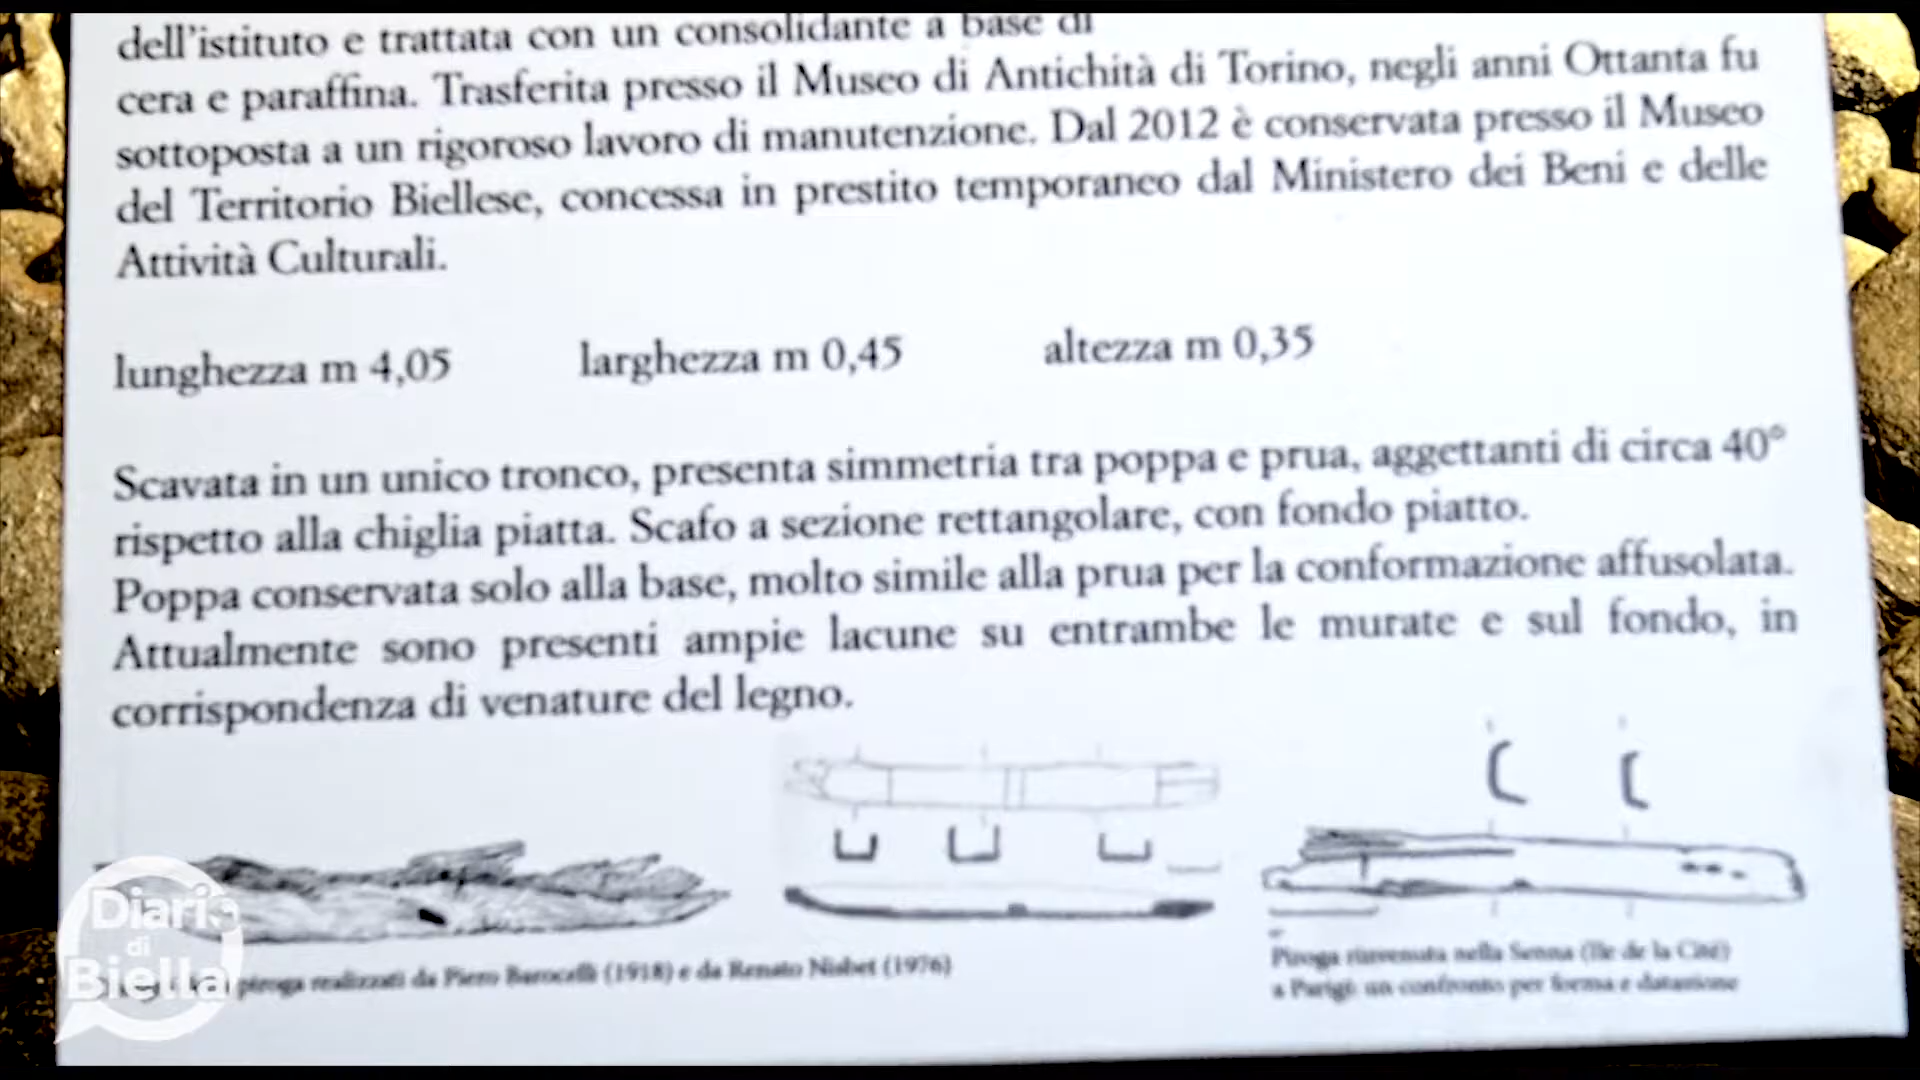 dell'istituto e trattata con un consolidante a base di
cera e paraffina. Trasferita presso il Museo di Antichità di Torino, negli anni Ottanta fu
sottoposta a un rigoroso lavoro di manutenzione. Dal 2012 è conservata presso il Museo
del Territorio Biellese, concessa in prestito temporaneo dal Ministero dei Beni e delle
Attività Culturali.
lunghezza m 4,05 larghezza m 0,45 altezza m 0,35
Scavata in un unico tronco, presenta simmetria tra poppa e prua, aggettanti di circa 40°
rispetto alla chiglia piatta. Scafo a sezione rettangolare, con fondo piatto.
Poppa conservata solo alla base, molto simile alla prua per la conformazione affusolata.
Attualmente sono presenti ampie lacune su entrambe le murate e sul fondo, in
corrispondenza di venature del legno.
piroga realizzati da Piero Barocelli (1918) e da Renato Nisbet (1976)
Piroga rinvenuta nella Senna (Ile de la Cité)
a Parigi: un confronto per forma e datazione
Diario
di
Biella